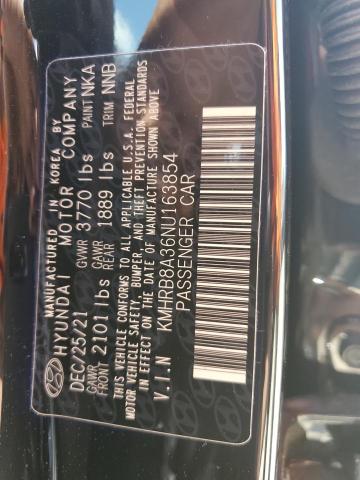 MANUFACTURED IN KOREA BY
HYUNDAI MOTOR COMPANY
DEC/25/21 GVWR 3770 lbs PAINT NKA
GAWR FRONT 2101 lbs GAWR REAR 1889 lbs TRIM NNB
THIS VEHICLE CONFORMS TO ALL APPLICABLE U.S.A. FEDERAL
MOTOR VEHICLE SAFETY, BUMPER, AND THEFT PREVENTION STANDARDS
IN EFFECT ON THE DATE OF MANUFACTURE SHOWN ABOVE
V.I.N KMHRB8A36NU163854
PASSENGER CAR